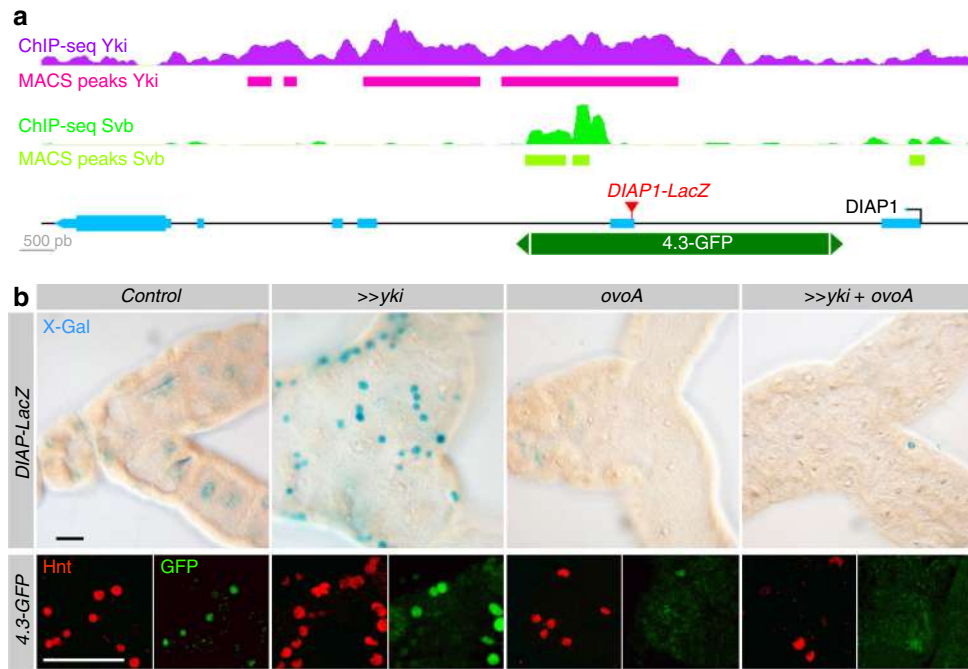 a
ChIP-seq Yki
MACS peaks Yki
ChIP-seq Svb
MACS peaks Svb
DIAP1-LacZ
DIAP1
500 pb
4.3-GFP
b
Control
>>yki
ovoA
>>yki + ovoA
DIAP-LacZ
X-Gal
4.3-GFP
Hnt
GFP